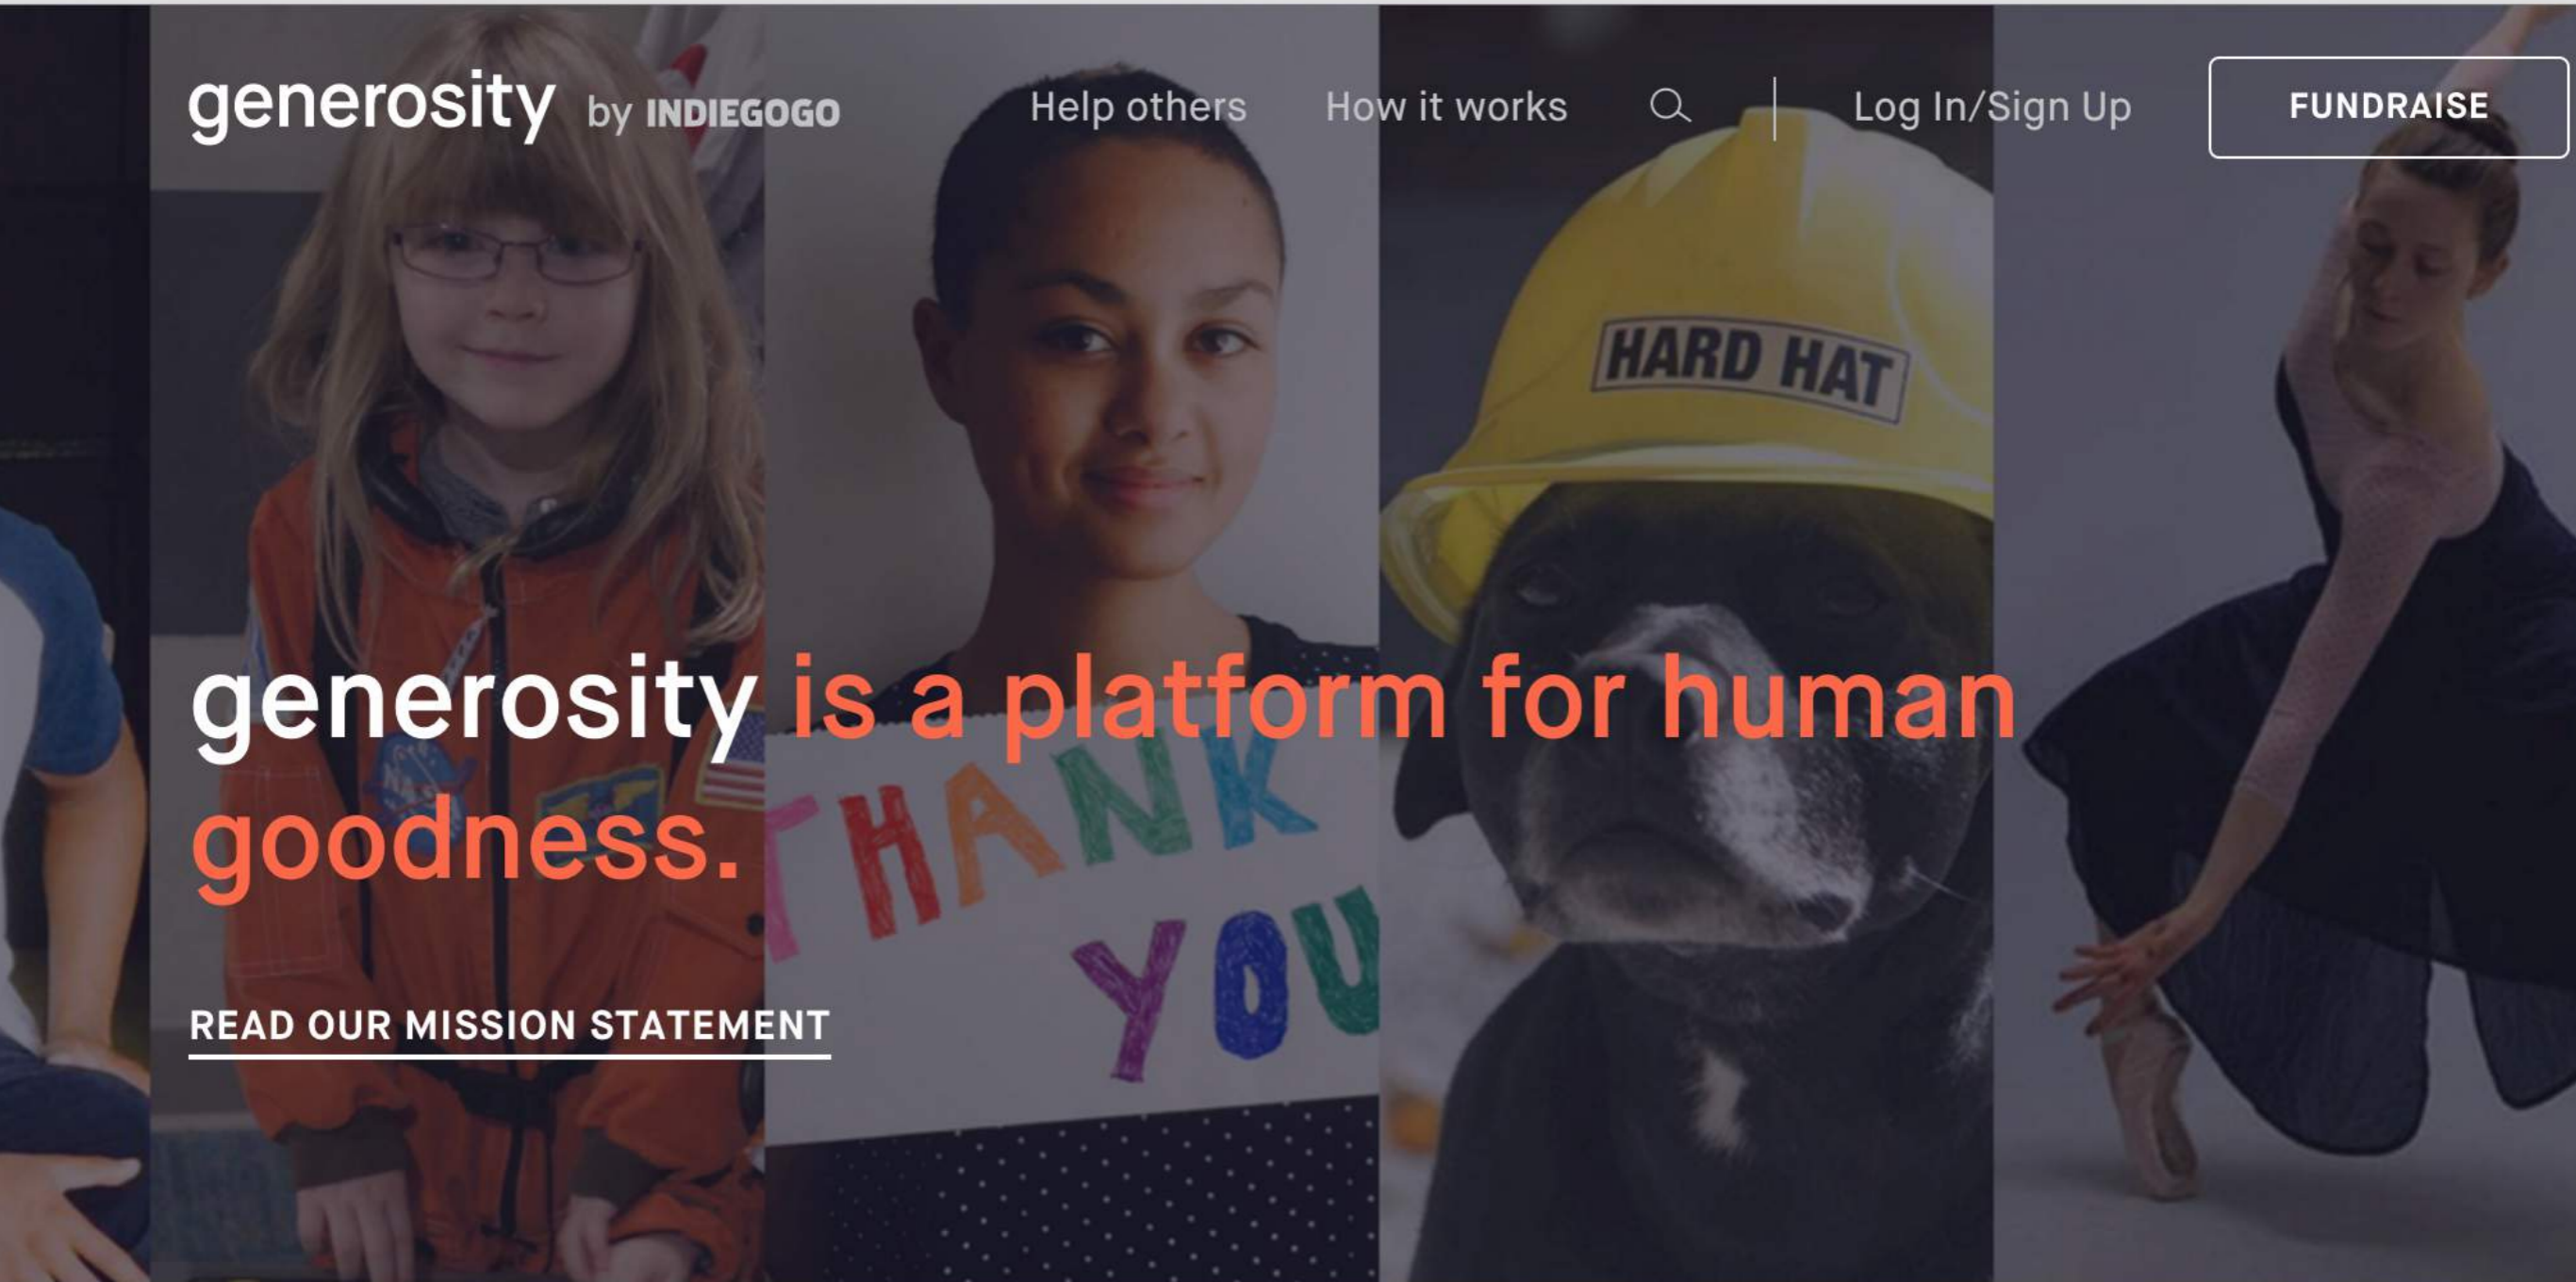 generosity by INDIEGOGO Help others How it works Log In/Sign Up FUNDRAISE
HARD HAT
generosity is a platform for human
goodness.
NASA
THANK
YOU
READ OUR MISSION STATEMENT